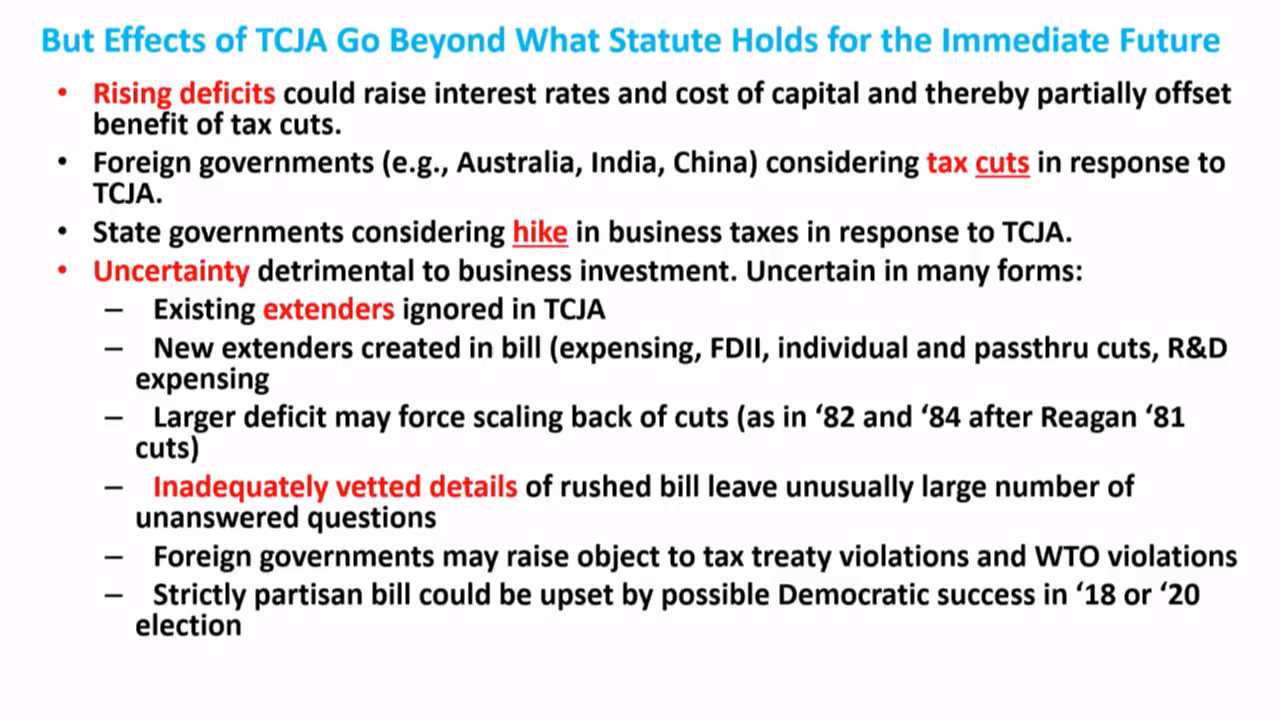 But Effects of TCJA Go Beyond What Statute Holds for the Immediate Future
• Rising deficits could raise interest rates and cost of capital and thereby partially offset
benefit of tax cuts.
• Foreign governments (e.g., Australia, India, China) considering tax cuts in response to
TCJA.
• State governments considering hike in business taxes in response to TCJA.
• Uncertainty detrimental to business investment. Uncertain in many forms:
– Existing extenders ignored in TCJA
– New extenders created in bill (expensing, FDII, individual and passthru cuts, R&D
expensing
– Larger deficit may force scaling back of cuts (as in ‘82 and ‘84 after Reagan ‘81
cuts)
– Inadequately vetted details of rushed bill leave unusually large number of
unanswered questions
– Foreign governments may raise object to tax treaty violations and WTO violations
– Strictly partisan bill could be upset by possible Democratic success in ‘18 or ‘20
election